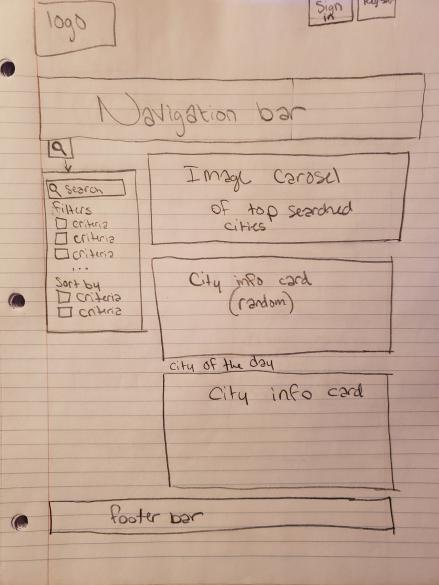 logo
Sign
in
Navigation bar
Search
Filters
criteria
criteria
criteria
...
Sort by
Criteria
criteria
Image Carosel
of top searched
cities
City info card
(random)
city of the day
City info card
footer bar